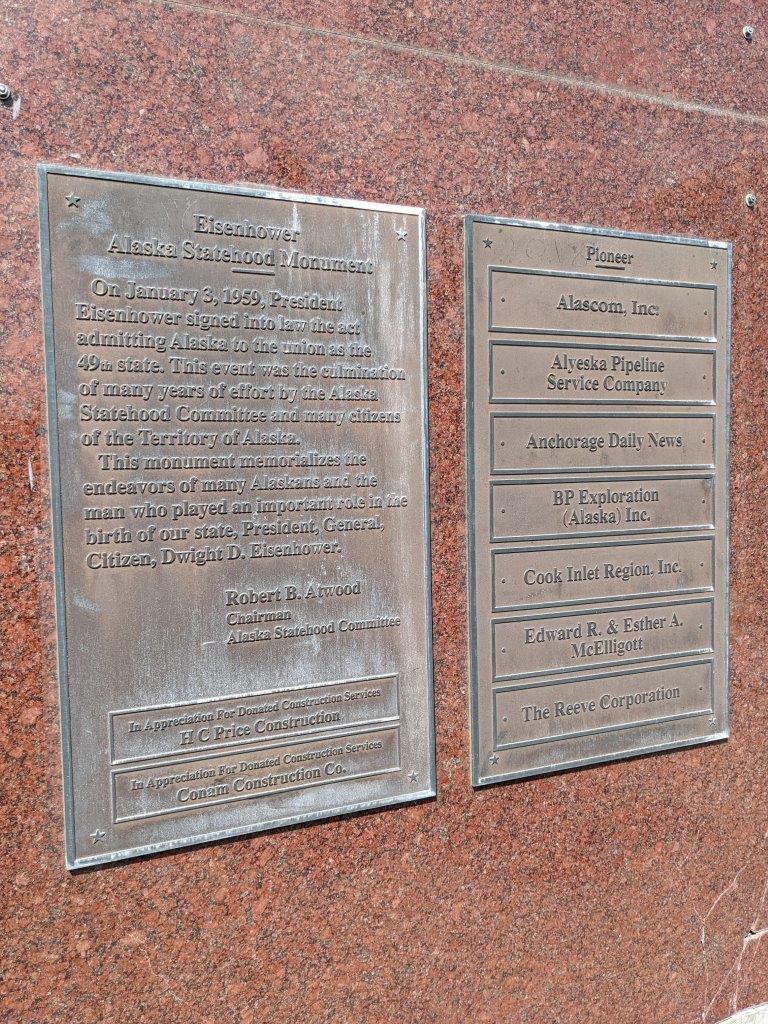 Eisenhower
Alaska Statehood Monument
On January 3, 1959, President
Eisenhower signed into law the act
admitting Alaska to the union as the
49th state. This event was the culmination
of many years of effort by the Alaska
Statehood Committee and many citizens
of the Territory of Alaska.
This monument memorializes the
endeavors of many Alaskans and the
man who played an important role in the
birth of our state, President, General,
Citizen, Dwight D. Eisenhower.
Robert B. Atwood
Chairman
Alaska Statehood Committee
In Appreciation For Donated Construction Services
H C Price Construction
In Appreciation For Donated Construction Services
Conam Construction Co.
Pioneer
Alascom, Inc.
Alyeska Pipeline
Service Company
Anchorage Daily News
BP Exploration
(Alaska) Inc.
Cook Inlet Region, Inc.
Edward R. & Esther A.
McElligott
The Reeve Corporation